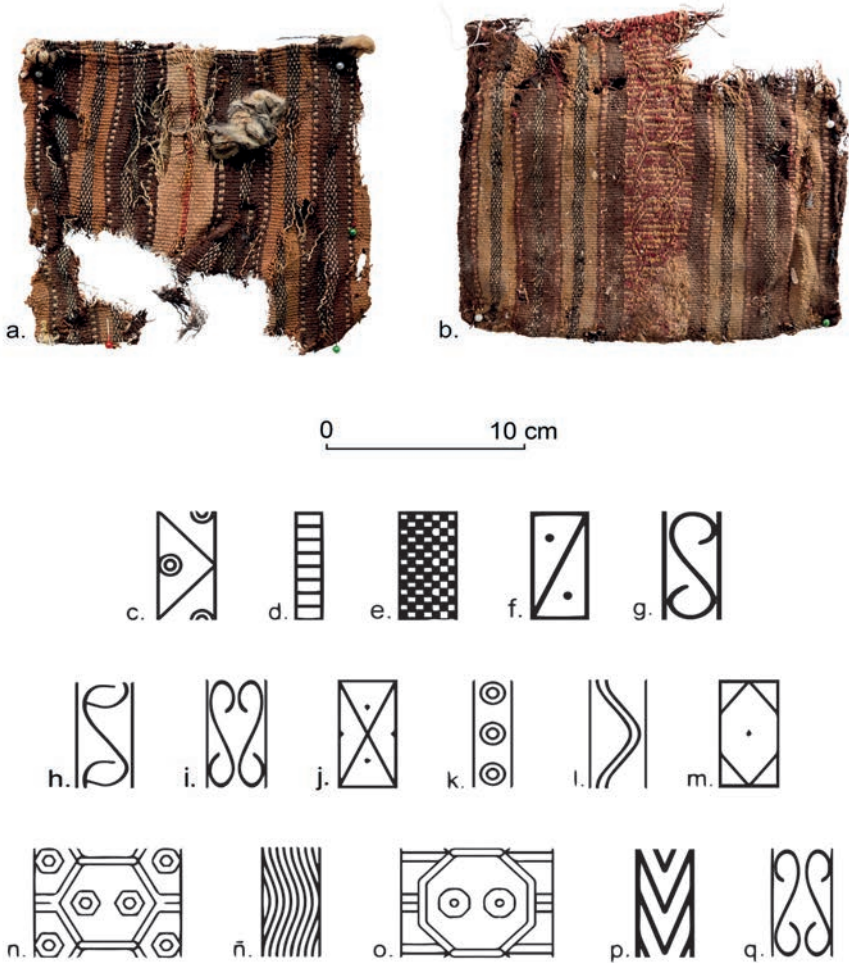 a.
b.
0 10 cm
c. d. e. f. g.
h. i. j. k. l. m.
n. ñ. o. p. q.